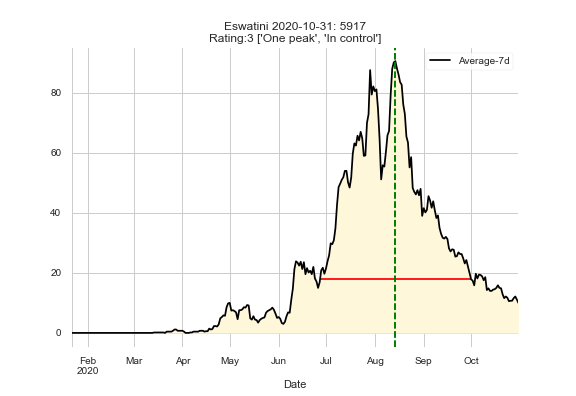 Eswatini 2020-10-31: 5917
Rating:3 ['One peak', 'In control']
Average-7d
80
60
40
20
0
Feb
2020
Mar
Apr
May
Jun
Jul
Aug
Sep
Oct
Date